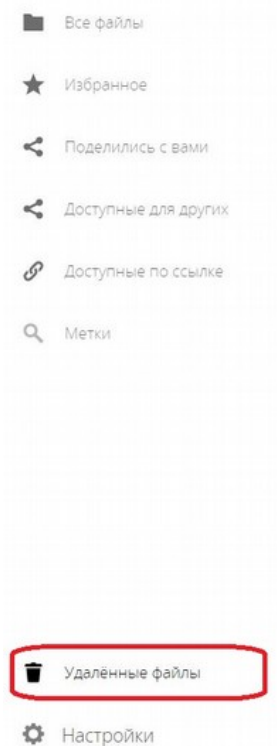 Все файлы
Избранное
Поделились с вами
Доступные для других
Доступные по ссылке
Метки
Удалённые файлы
Настройки